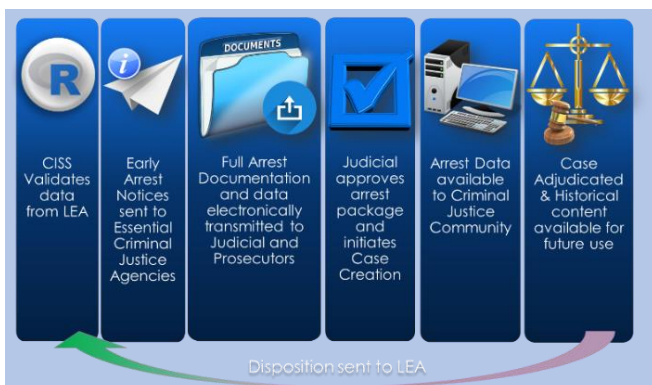 R
CISS
Validates
data
from LEA
i
Early
Arrest
Notices
sent to
Essential
Criminal
Justice
Agencies
DOCUMENTS
Full Arrest
Documentation
and data
electronically
transmitted to
Judicial and
Prosecutors
Judicial
approves
arrest
package
and
initiates
Case
Creation
Arrest Data
available
to Criminal
Justice
Community
Case
Adjudicated
& Historical
content
available for
future use
Disposition sent to LEA